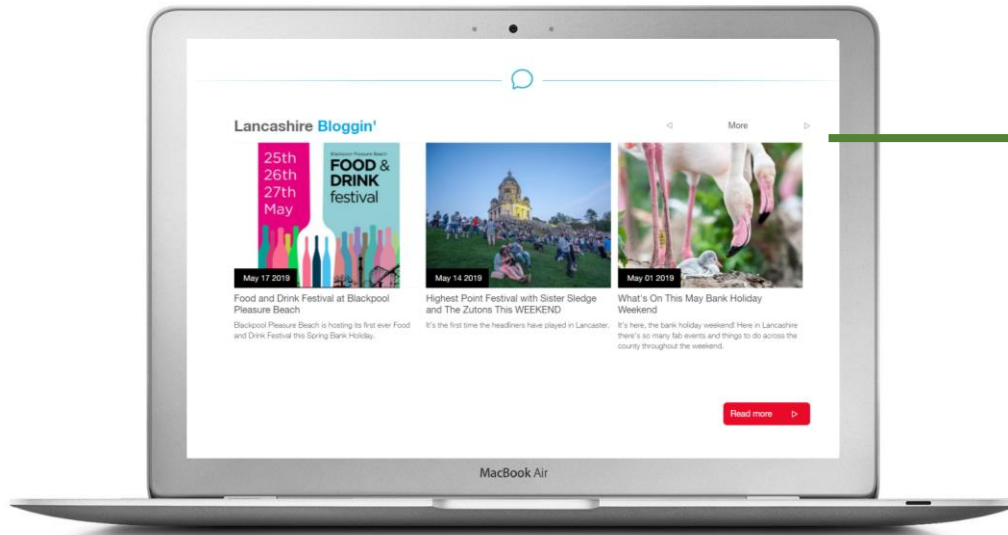 Lancashire Bloggin'
More
25th
26th
27th
May
Blackpool Pleasure Beach
FOOD &
DRINK
festival
May 17 2019
May 14 2019
May 01 2019
Food and Drink Festival at Blackpool
Pleasure Beach
Blackpool Pleasure Beach is hosting its first ever Food
and Drink Festival this Spring Bank Holiday.
Highest Point Festival with Sister Sledge
and The Zutons This WEEKEND
It's the first time the headliners have played in Lancaster.
What's On This May Bank Holiday
Weekend
It's here, the bank holiday weekend! Here in Lancashire
there's so many fab events and things to do across the
county throughout the weekend.
Read more
MacBook Air